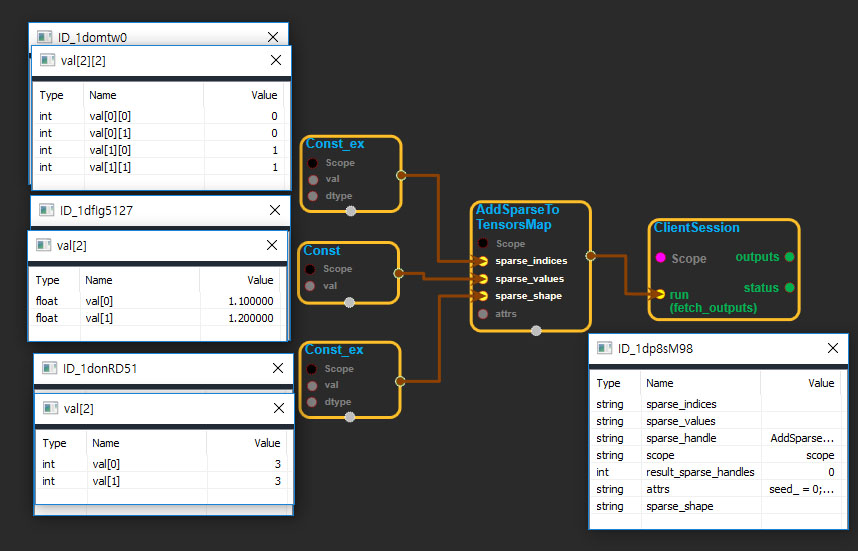 ID_1domtw0
val[2][2]
Type Name Value
int val[0][0] 0
int val[0][1] 0
int val[1][0] 1
int val[1][1] 1
ID_1dflg5127
val[2]
Type Name Value
float val[0] 1.100000
float val[1] 1.200000
ID_1donRD51
val[2]
Type Name Value
int val[0] 3
int val[1] 3
Const_ex
Scope
val
dtype
Const
Scope
val
Const_ex
Scope
val
dtype
AddSparseTo
TensorsMap
Scope
sparse_indices
sparse_values
sparse_shape
attrs
ClientSession
Scope outputs
status
run
(fetch_outputs)
ID_1dp8sM98
Type Name Value
string sparse_indices
string sparse_values
string sparse_handle AddSparse...
string scope scope
int result_sparse_handles 0
string attrs seed_ = 0;...
string sparse_shape